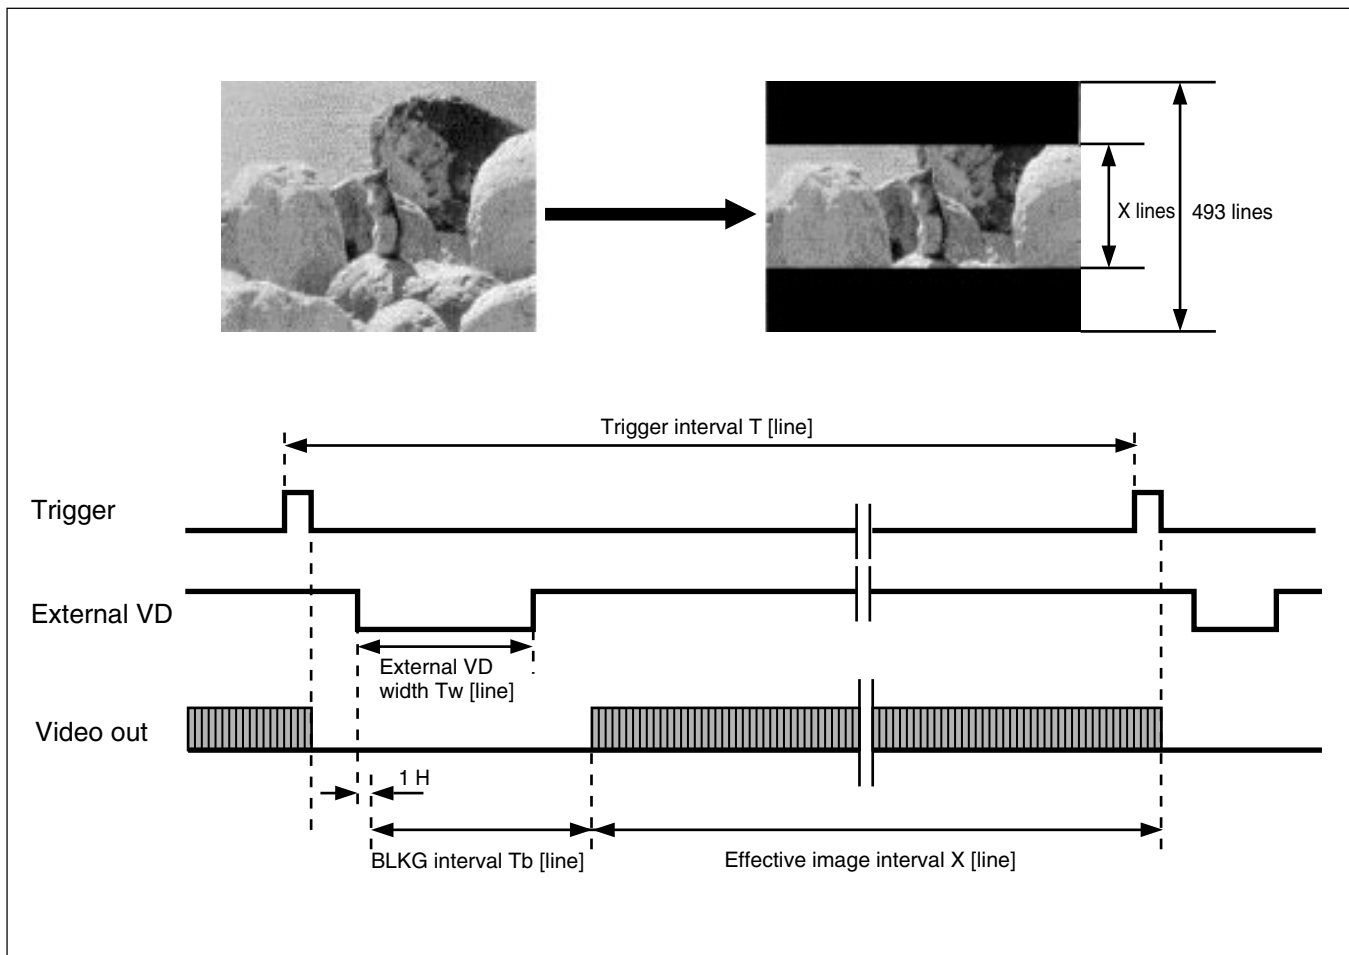 X lines
493 lines
Trigger interval T [line]
Trigger
External VD
External VD
width Tw [line]
Video out
1 H
BLKG interval Tb [line]
Effective image interval X [line]